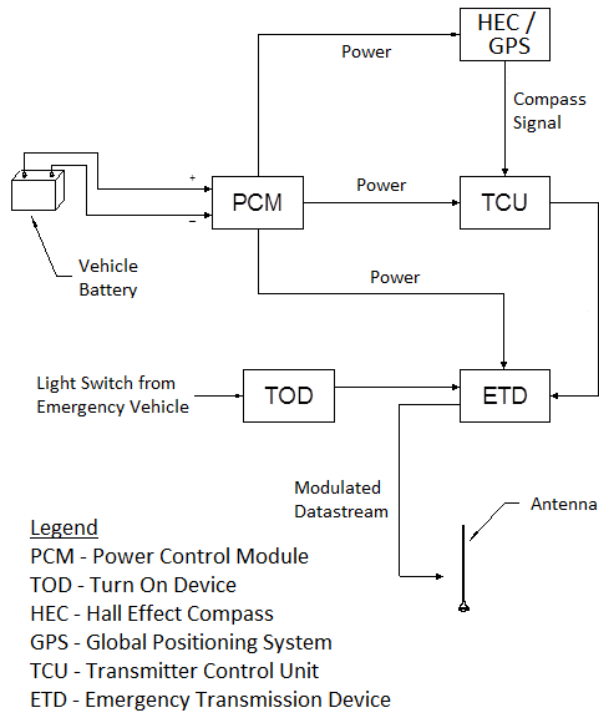 HEC /
GPS
Power
Compass
Signal
+
PCM
Power
TCU
–
Vehicle
Battery
Power
Light Switch from
Emergency Vehicle
TOD
ETD
Modulated
Datastream
Antenna
Legend
PCM - Power Control Module
TOD - Turn On Device
HEC - Hall Effect Compass
GPS - Global Positioning System
TCU - Transmitter Control Unit
ETD - Emergency Transmission Device